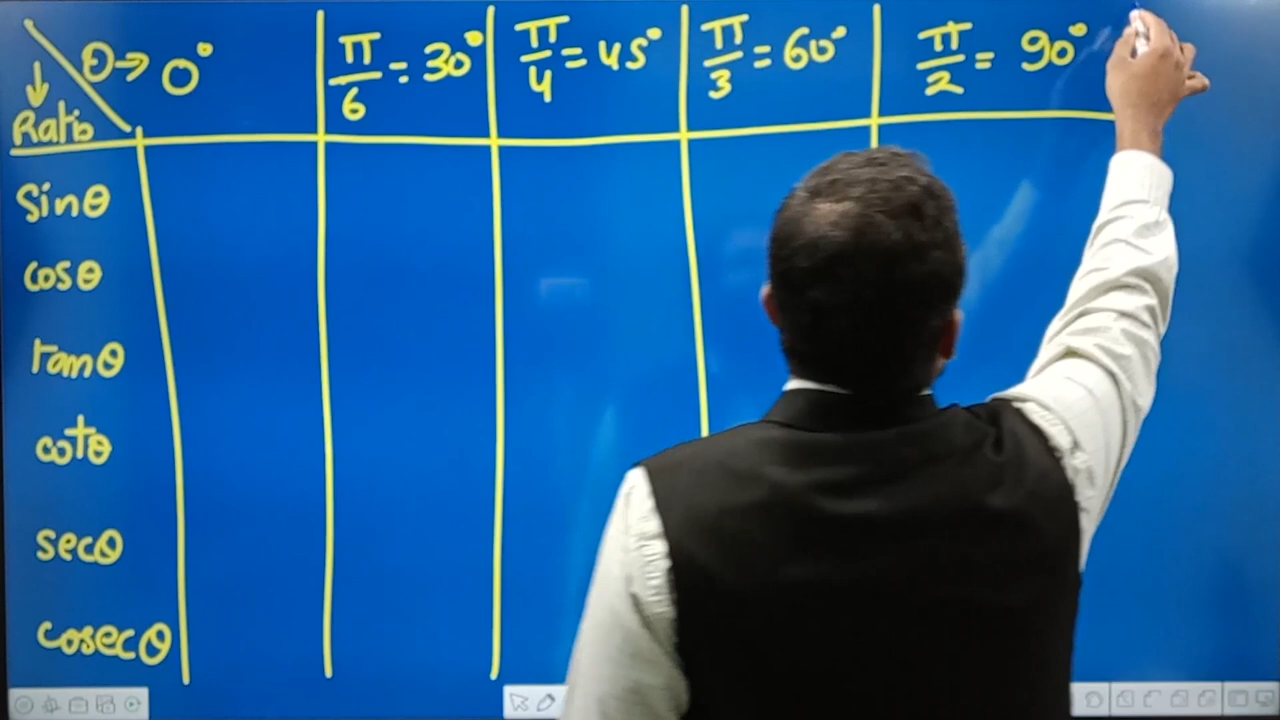 θ→ 0° π/6 = 30° π/4 = 45° π/3 = 60° π/2 = 90°
↓
Ratio
Sinθ
cosθ
tanθ
cotθ
secθ
cosecθ